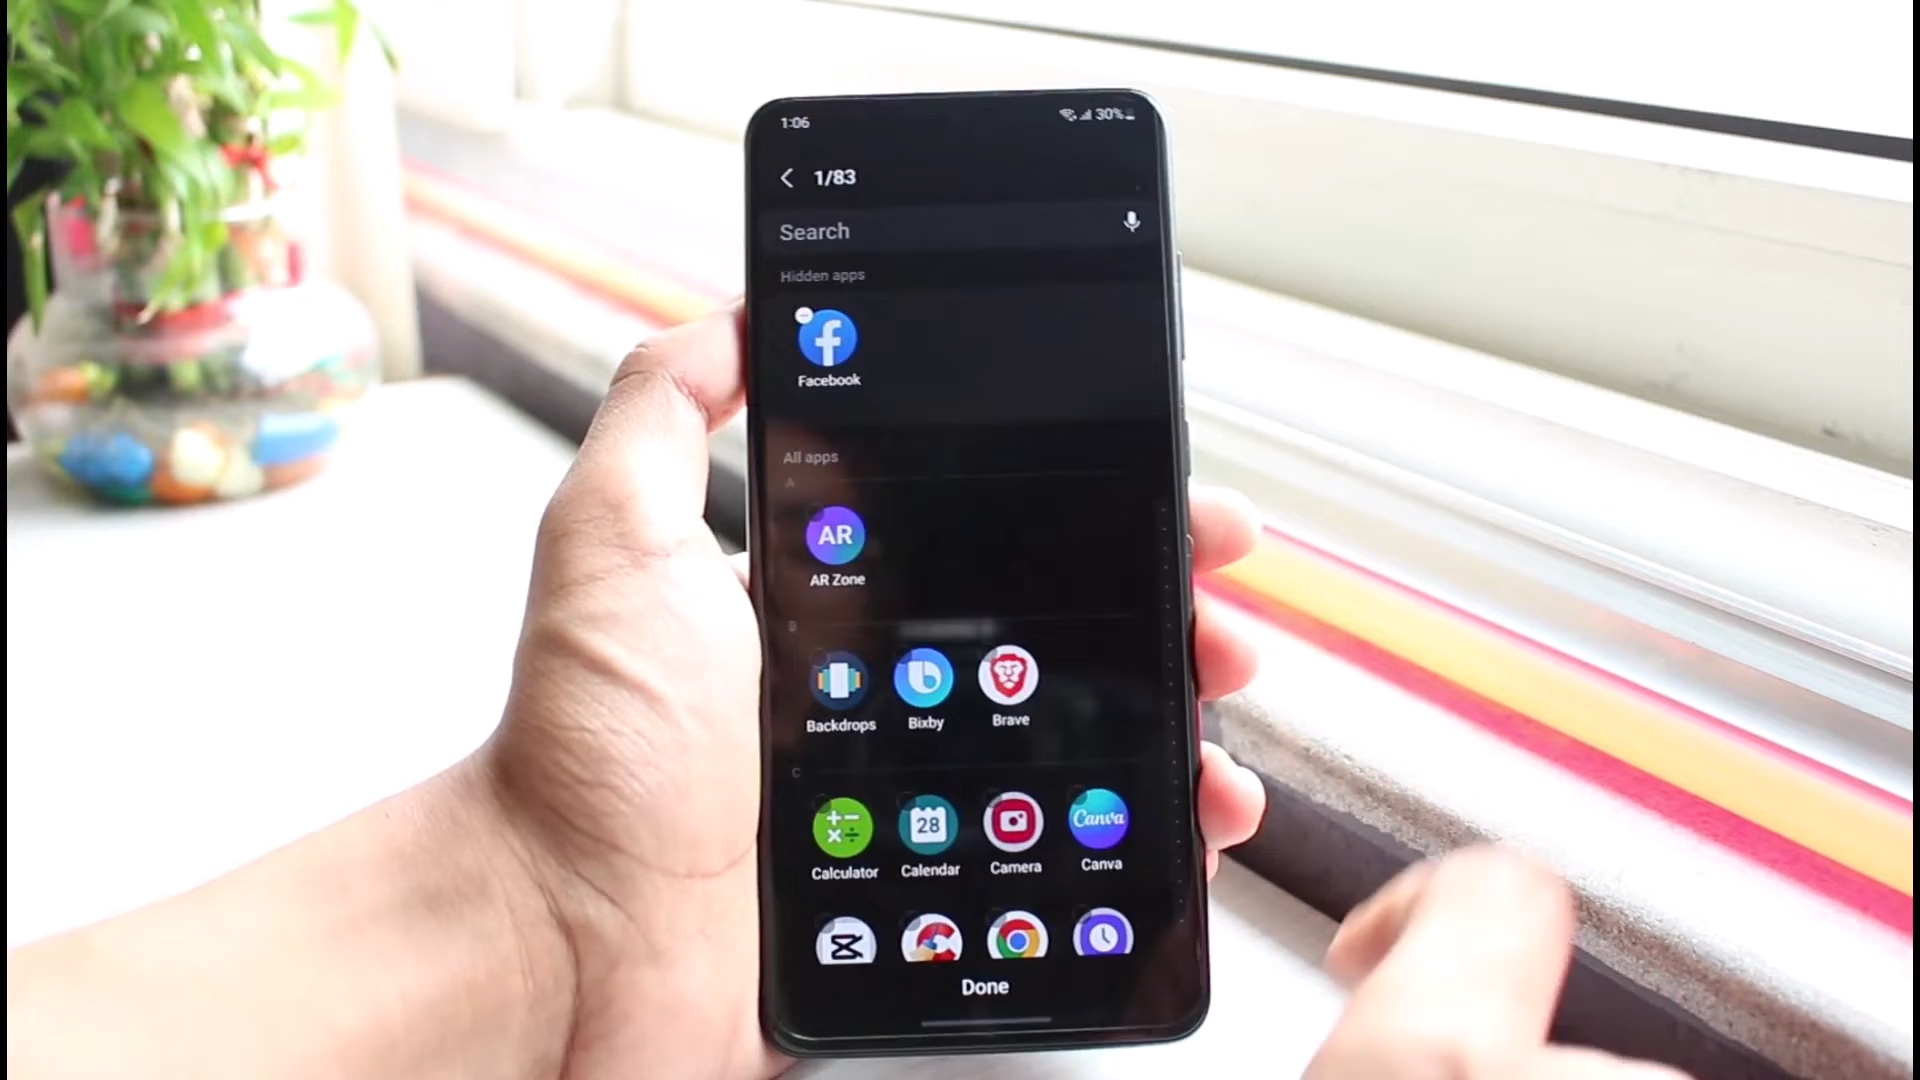 1:06
30%
1/83
Search
Hidden apps
Facebook
All apps
A
AR
AR Zone
B
Backdrops Bixby Brave
C
28 Canva
Calculator Calendar Camera Canva
Done